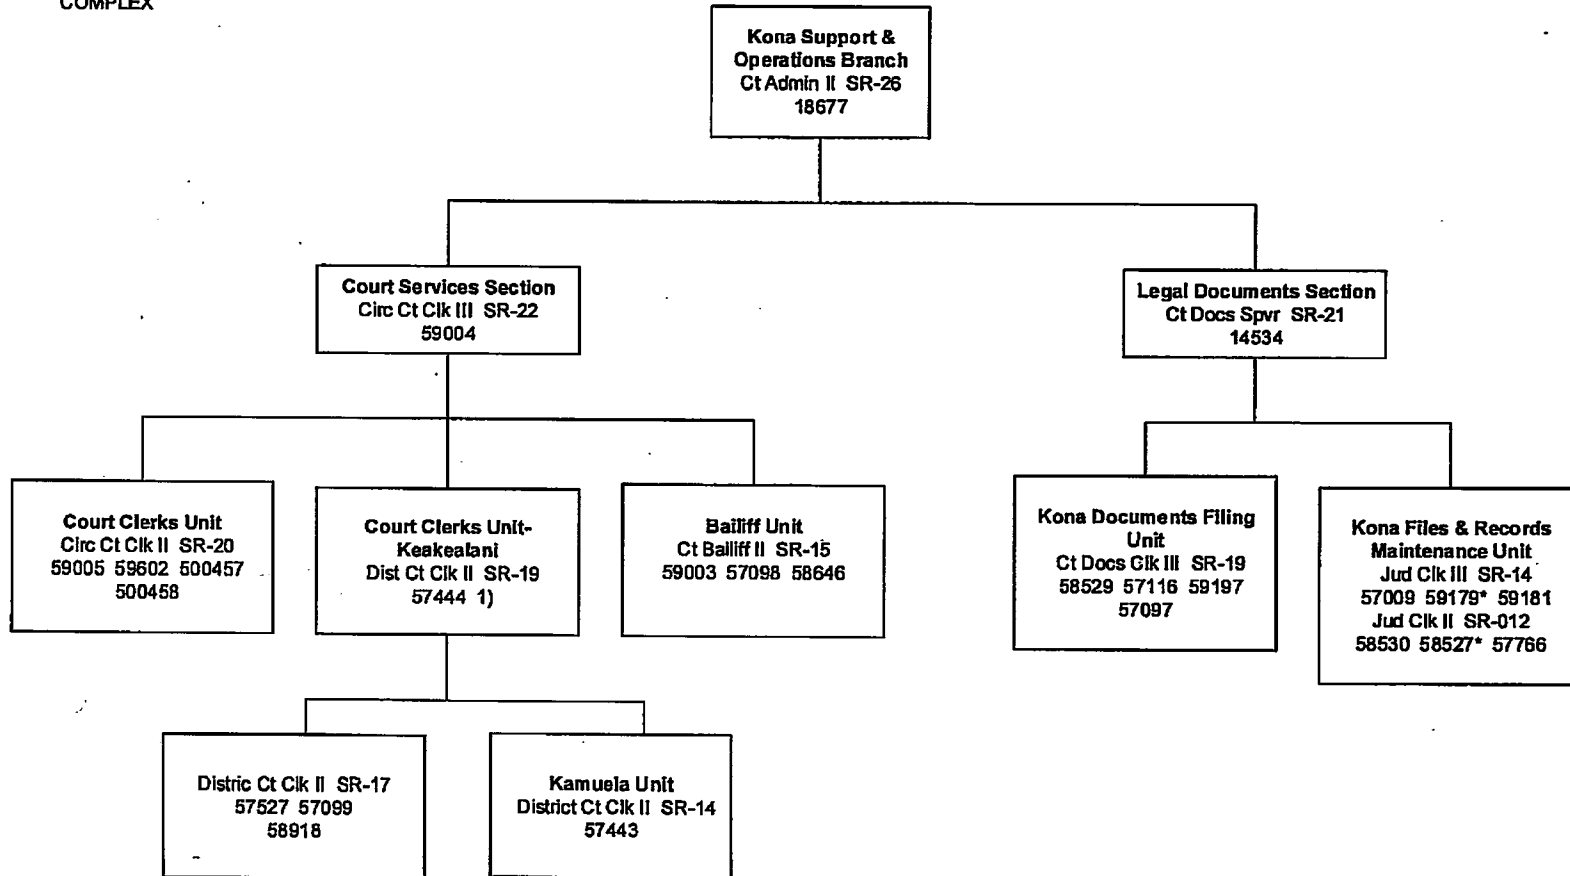 COMPLEX
Kona Support &
Operations Branch
Ct Admin II SR-26
18677
Court Services Section
Circ Ct Clk III SR-22
59004
Legal Documents Section
Ct Docs Spvr SR-21
14534
Court Clerks Unit
Circ Ct Clk II SR-20
59005 59602 500457
500458
Court Clerks Unit-
Keakealani
Dist Ct Clk II SR-19
57444 1)
Bailiff Unit
Ct Bailiff II SR-15
59003 57098 58646
Kona Documents Filing
Unit
Ct Docs Clk III SR-19
58529 57116 59197
57097
Kona Files & Records
Maintenance Unit
Jud Clk III SR-14
57009 59179* 59181
Jud Clk II SR-012
58530 58527* 57766
Distric Ct Clk II SR-17
57527 57099
58918
Kamuela Unit
District Ct Clk II SR-14
57443